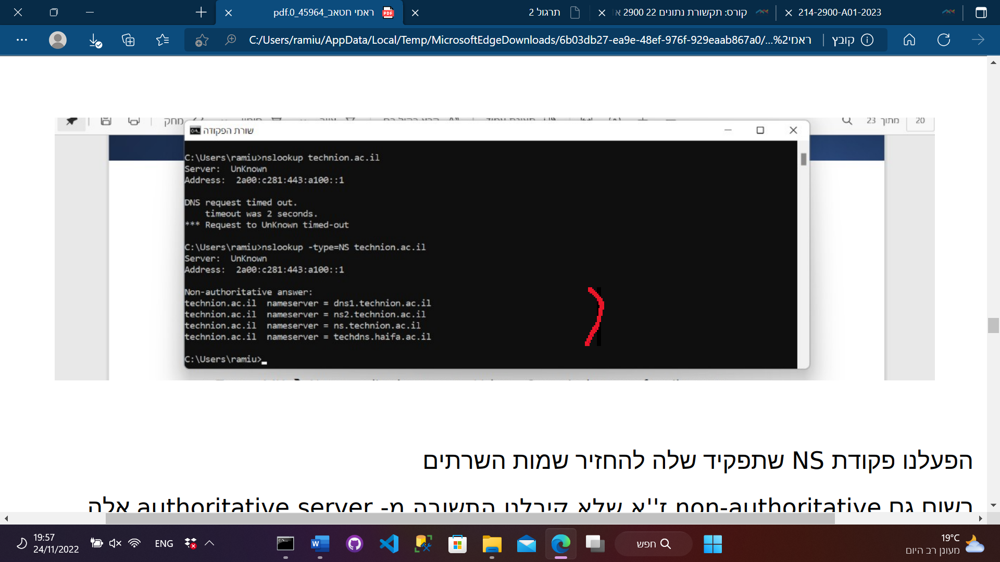 ראמי חטאב_45964_0.pdf
תרגול 2
קורס: תקשורת נתונים 22 2900 א
214-2900-A01-2023
C:/Users/ramiu/AppData/Local/Temp/MicrosoftEdgeDownloads/6b03db27-ea9e-48ef-976f-929eaab867a0/...ראמי%2
קובץ
מחק
20 מתוך 23
שורת הפקודה
C:\Users\ramiu>nslookup technion.ac.il
Server:  UnKnown
Address:  2a00:c281:443:a100::1
DNS request timed out.
timeout was 2 seconds.
*** Request to UnKnown timed-out
C:\Users\ramiu>nslookup -type=NS technion.ac.il
Server:  UnKnown
Address:  2a00:c281:443:a100::1
Non-authoritative answer:
technion.ac.il  nameserver = dns1.technion.ac.il
technion.ac.il  nameserver = ns2.technion.ac.il
technion.ac.il  nameserver = ns.technion.ac.il
technion.ac.il  nameserver = techdns.haifa.ac.il
C:\Users\ramiu>
הפעלנו פקודת NS שתפקיד שלה להחזיר שמות השרתים
רשום גם non-authoritative ז''א שלא קיבלנו התשובה מ- authoritative server אלה
19:57
24/11/2022
ENG
חפש
19°C
מעונן רב היום